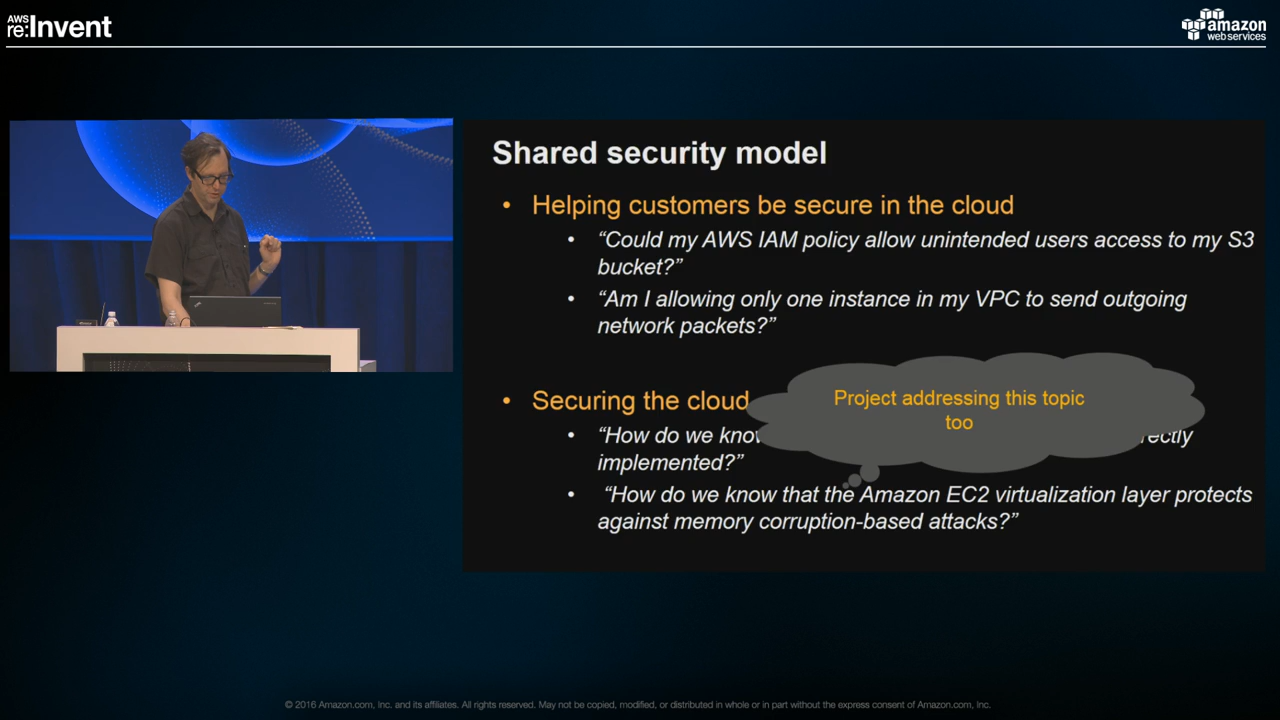 AWS
re:Invent
amazon
web services
Shared security model
• Helping customers be secure in the cloud
• “Could my AWS IAM policy allow unintended users access to my S3
bucket?”
• “Am I allowing only one instance in my VPC to send outgoing
network packets?”
• Securing the cloud
Project addressing this topic
too
• “How do we
implemented?”
• “How do we know that the Amazon EC2 virtualization layer protects
against memory corruption-based attacks?”
© 2016 Amazon.com, Inc. and its affiliates. All rights reserved. May not be copied, modified, or distributed in whole or in part without the express consent of Amazon.com, Inc.